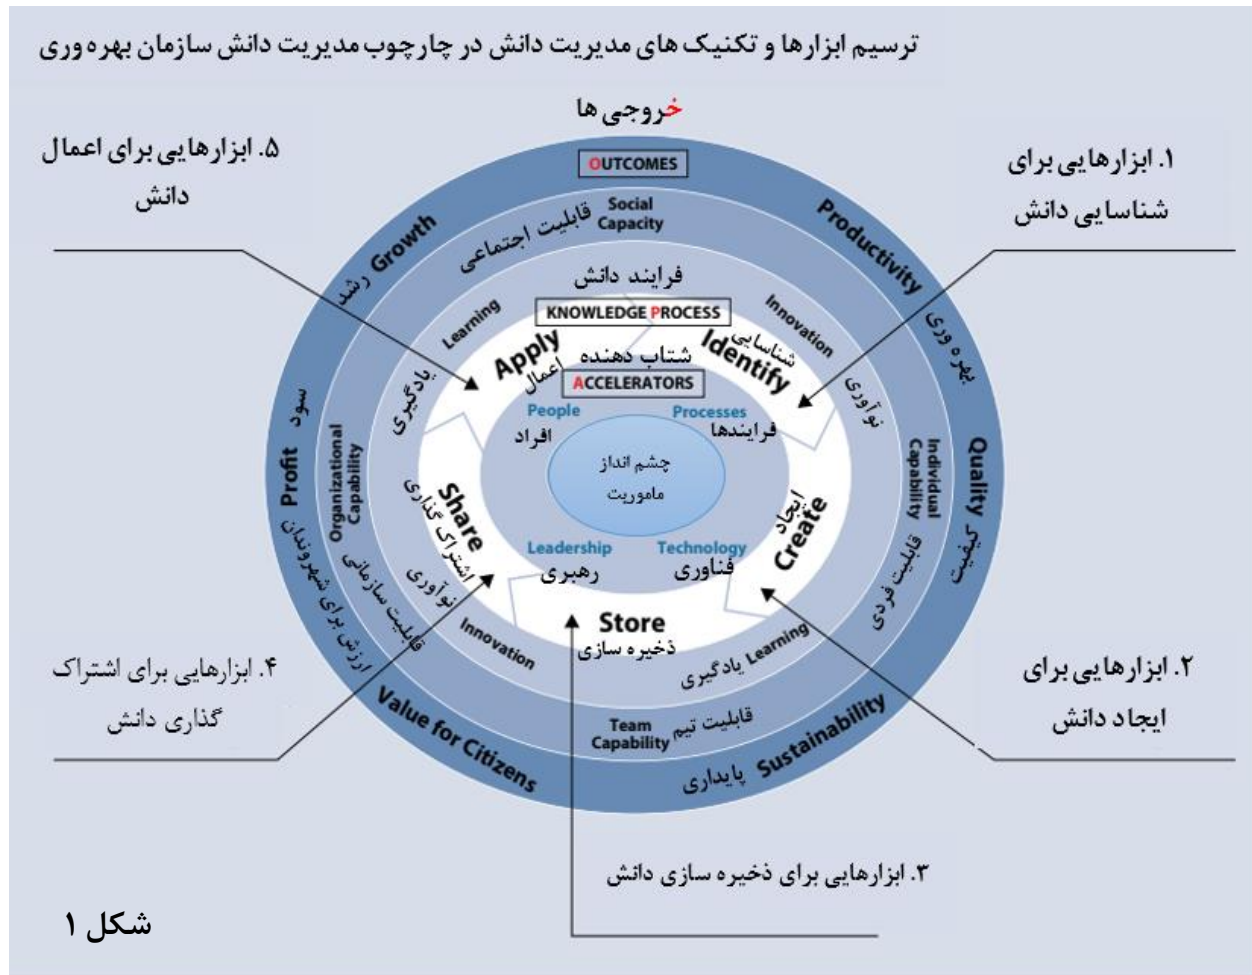 ترسیم ابزارها و تکنیک های مدیریت دانش در چارچوب مدیریت دانش سازمان بهره وری
خروجی ها
OUTCOMES
۱. ابزارهایی برای
شناسایی دانش
۵. ابزارهایی برای اعمال
دانش
Growth رشد
Productivity
بهره وری
قابلیت اجتماعی
Social
Capacity
فرایند دانش
KNOWLEDGE PROCESS
Learning
یادگیری
Innovation
نوآوری
Apply
اعمال
Identify
شناسایی
شتاب دهنده
ACCELERATORS
People
افراد
Processes
فرایندها
چشم انداز
ماموریت
Profit سود
Organizational
Capability
قابلیت سازمانی
Individual
Capability
قابلیت فردی
Quality
کیفیت
Share
اشتراک گذاری
ایجاد
Create
Leadership
رهبری
Technology
فناوری
ارزش برای شهروندان
Value for Citizens
نوآوری
Innovation
Store
ذخیره سازی
یادگیری Learning
Team
Capability
قابلیت تیم
پایداری Sustainability
۲. ابزارهایی برای
ایجاد دانش
۴. ابزارهایی برای اشتراک
گذاری دانش
۳. ابزارهایی برای ذخیره سازی دانش
شکل ۱